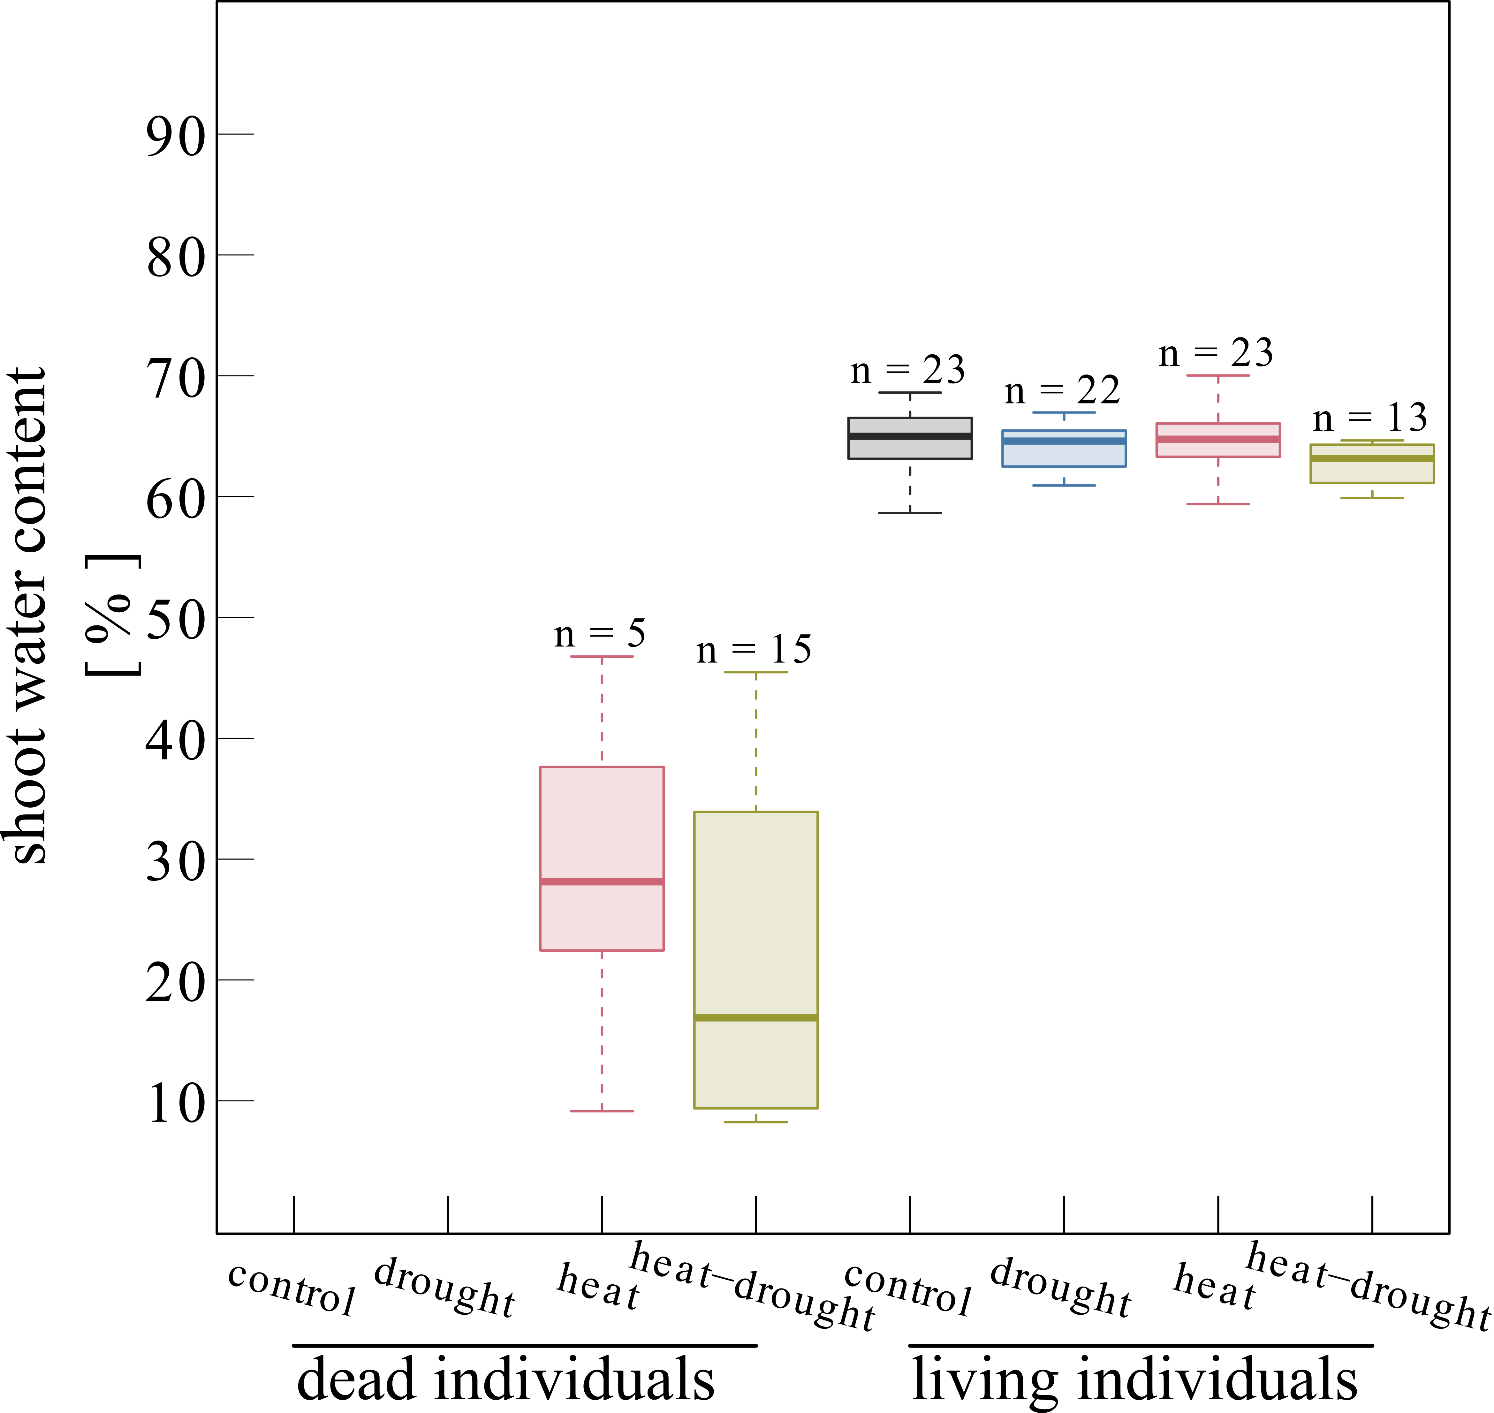 shoot water content
[ % ]
90
80
70
60
50
40
30
20
10
n = 5
n = 15
n = 23
n = 22
n = 23
n = 13
control
drought
heat
heat–drought
control
drought
heat
heat–drought
dead individuals
living individuals